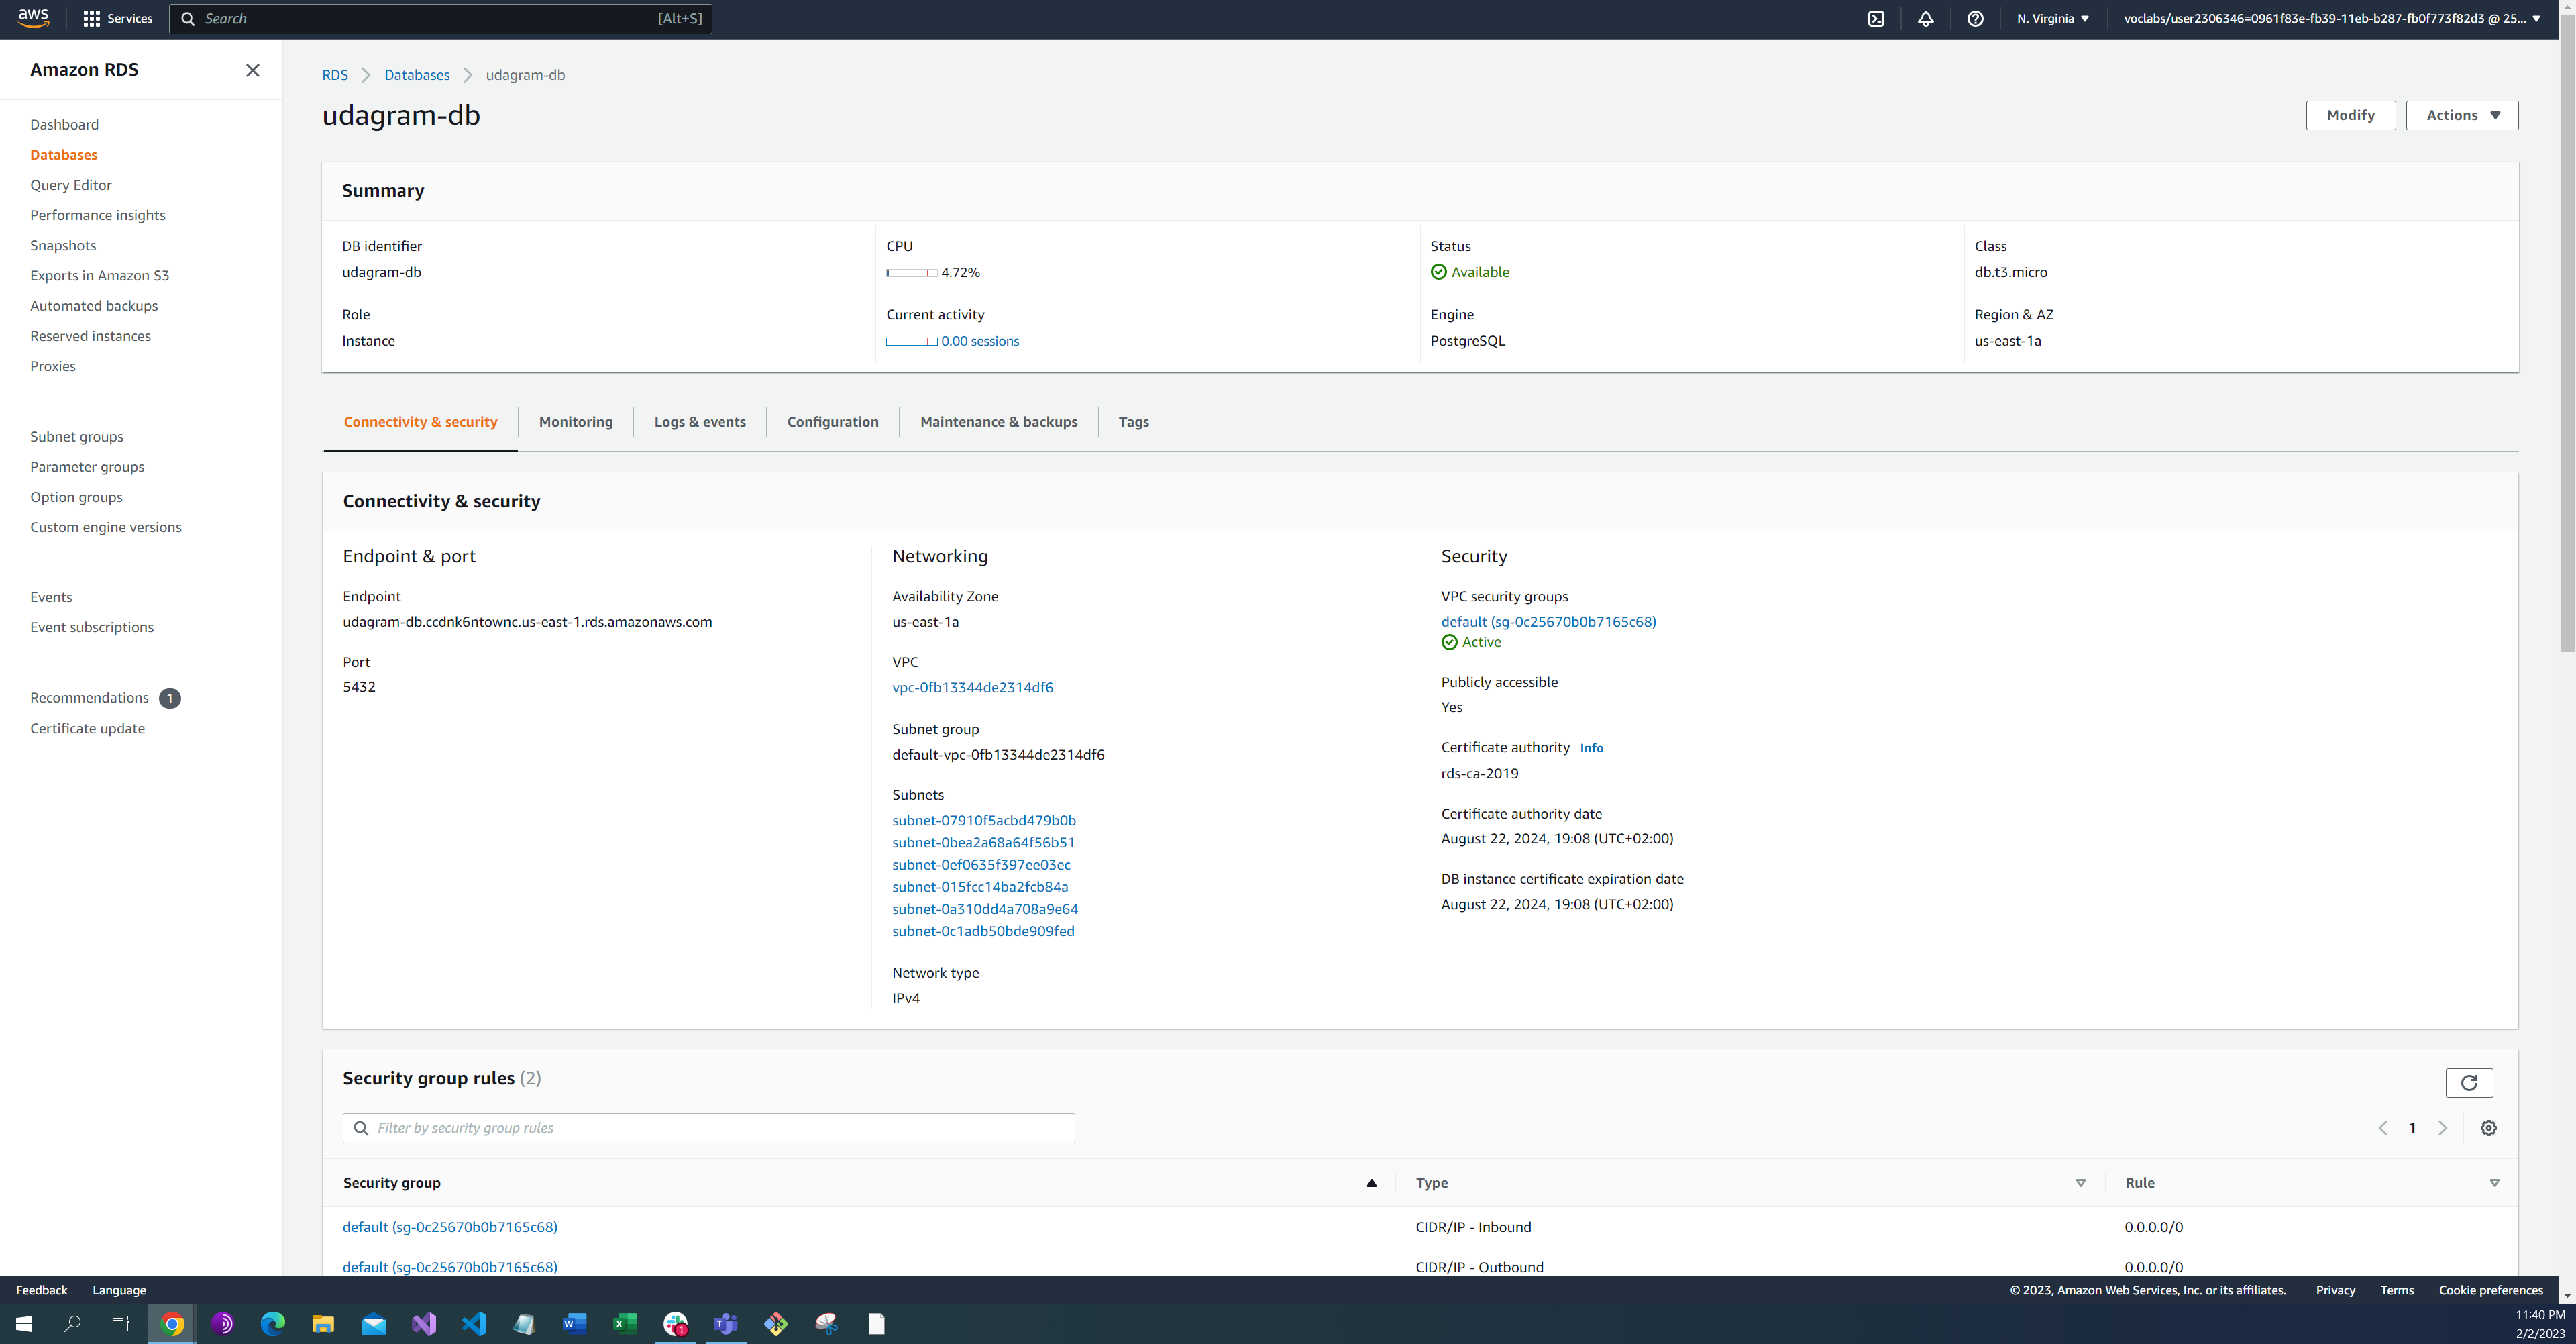 aws Services Search [Alt+S] N. Virginia ▼ voclabs/user2306346=0961f83e-fb39-11eb-b287-fb0f773f82d3 @ 25... ▼
Amazon RDS
Dashboard
Databases
Query Editor
Performance insights
Snapshots
Exports in Amazon S3
Automated backups
Reserved instances
Proxies
Subnet groups
Parameter groups
Option groups
Custom engine versions
Events
Event subscriptions
Recommendations 1
Certificate update
RDS > Databases > udagram-db
udagram-db
Modify Actions ▼
Summary
DB identifier
udagram-db
Role
Instance
CPU
4.72%
Current activity
0.00 sessions
Status
Available
Engine
PostgreSQL
Class
db.t3.micro
Region & AZ
us-east-1a
Connectivity & security Monitoring Logs & events Configuration Maintenance & backups Tags
Connectivity & security
Endpoint & port
Endpoint
udagram-db.ccdnk6ntownc.us-east-1.rds.amazonaws.com
Port
5432
Networking
Availability Zone
us-east-1a
VPC
vpc-0fb13344de2314df6
Subnet group
default-vpc-0fb13344de2314df6
Subnets
subnet-07910f5acbd479b0b
subnet-0bea2a68a64f56b51
subnet-0ef0635f397ee03ec
subnet-015fcc14ba2fcb84a
subnet-0a310dd4a708a9e64
subnet-0c1adb50bde909fed
Network type
IPv4
Security
VPC security groups
default (sg-0c25670b0b7165c68)
Active
Publicly accessible
Yes
Certificate authority Info
rds-ca-2019
Certificate authority date
August 22, 2024, 19:08 (UTC+02:00)
DB instance certificate expiration date
August 22, 2024, 19:08 (UTC+02:00)
Security group rules (2)
Filter by security group rules
1
Security group Type Rule
default (sg-0c25670b0b7165c68) CIDR/IP - Inbound 0.0.0.0/0
default (sg-0c25670b0b7165c68) CIDR/IP - Outbound 0.0.0.0/0
Feedback Language © 2023, Amazon Web Services, Inc. or its affiliates. Privacy Terms Cookie preferences
11:40 PM
2/2/2023